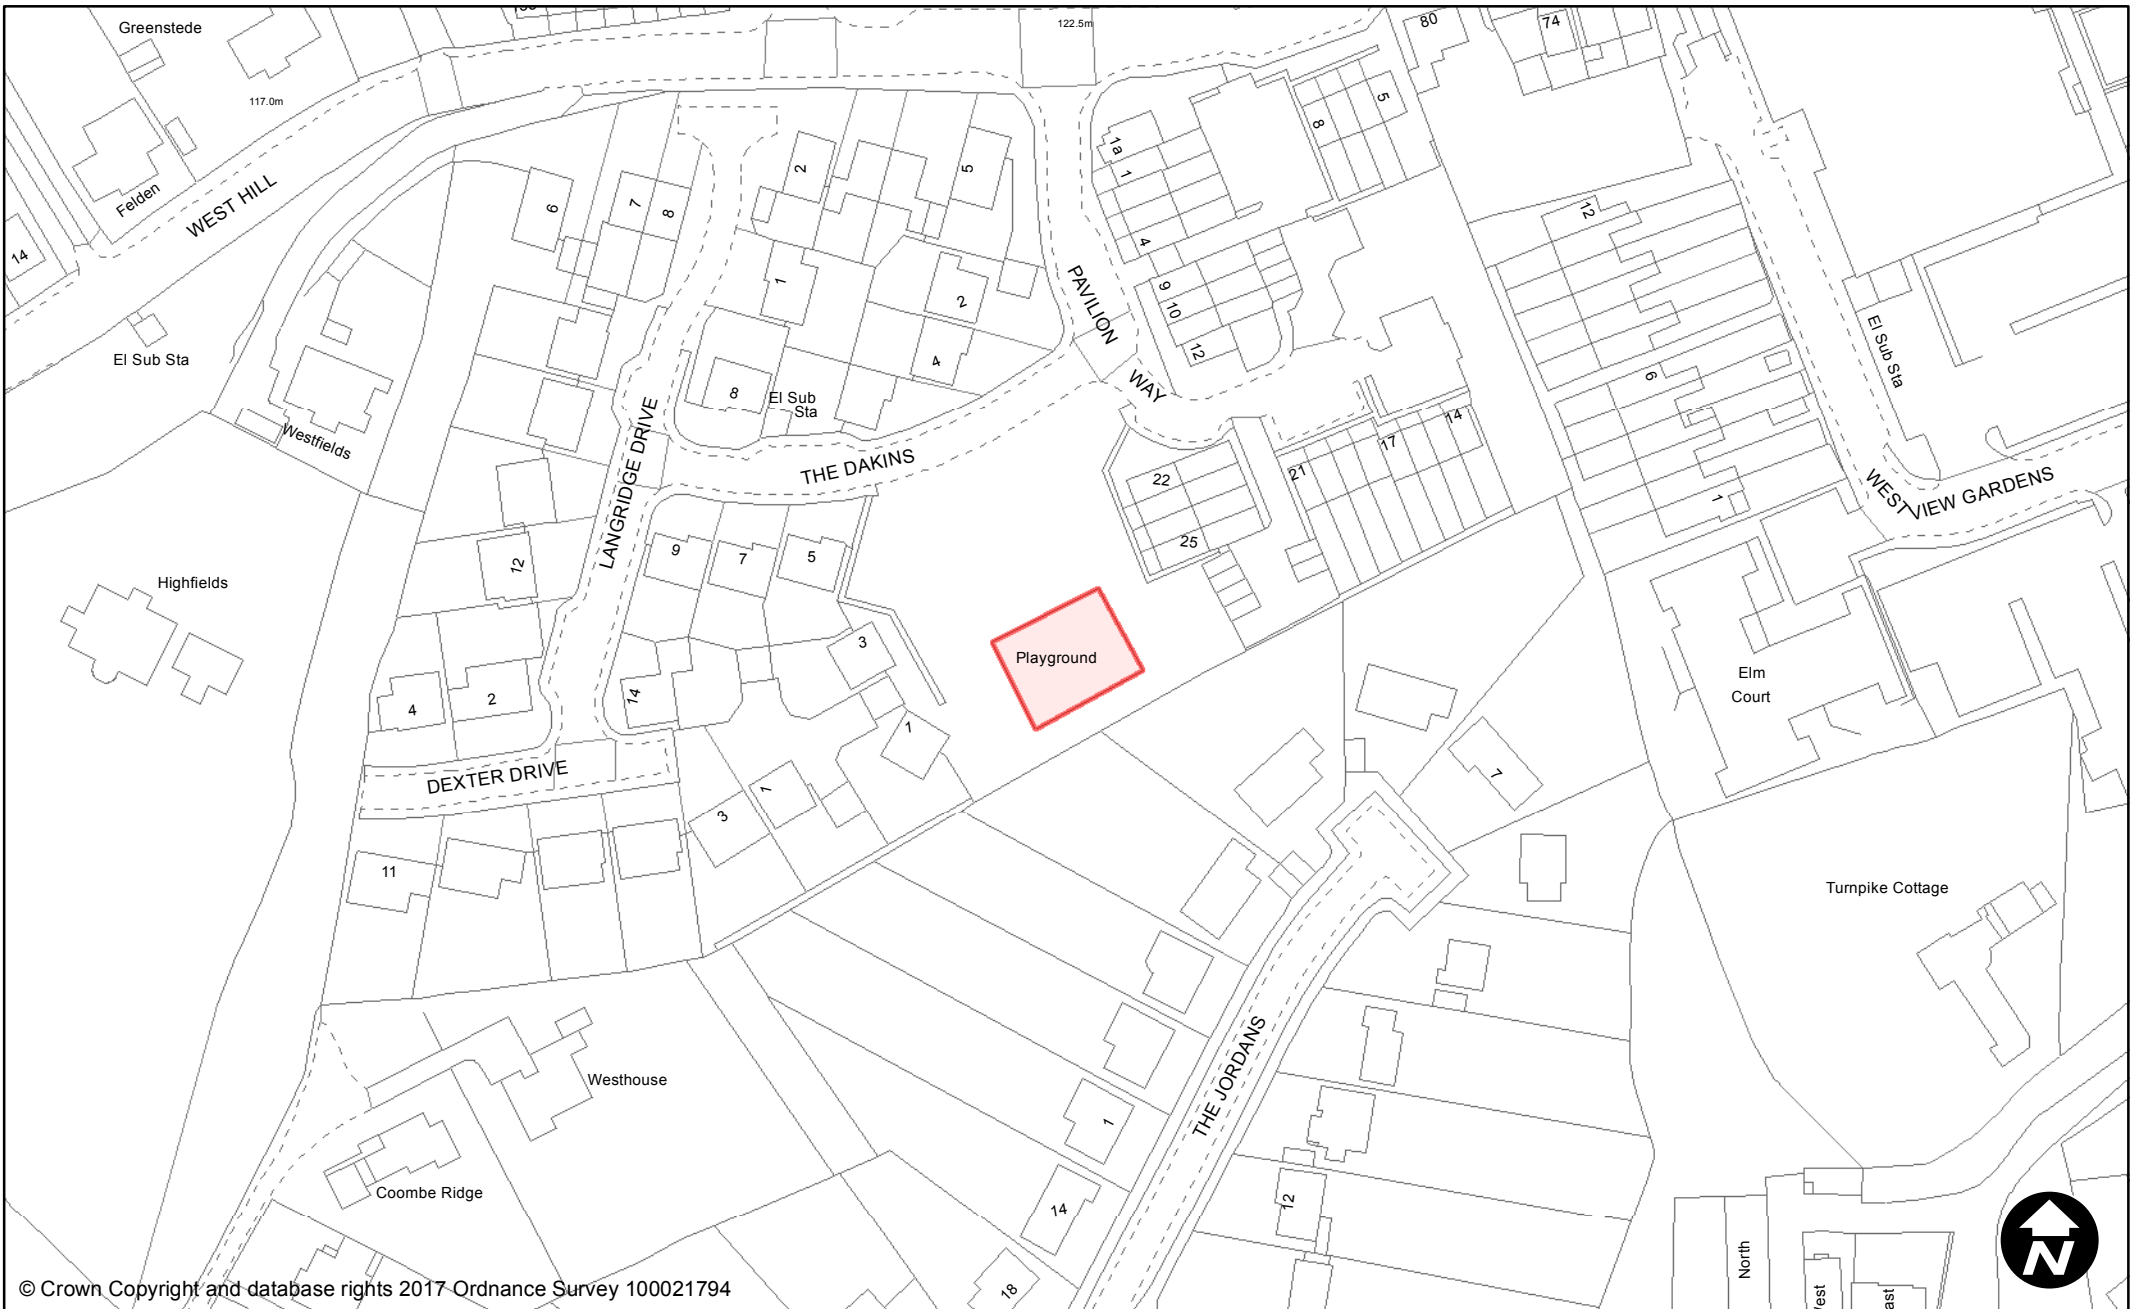 Greenstede
122.5m
80
74
117.0m
5
8
1a
1
2
5
Felden
WEST HILL
6
7
8
12
14
4
1
2
9
10
PAVILION
El Sub Sta
12
El Sub Sta
4
WAY
6
8
El Sub
Sta
Westfields
LANGRIDGE DRIVE
14
17
THE DAKINS
21
22
WEST
VIEW GARDENS
1
25
9
7
5
12
Highfields
3
Playground
Elm
Court
14
2
4
1
7
DEXTER DRIVE
1
3
11
Turnpike Cottage
THE JORDANS
Westhouse
1
Coombe Ridge
14
12
18
North
East
N
© Crown Copyright and database rights 2017 Ordnance Survey 100021794